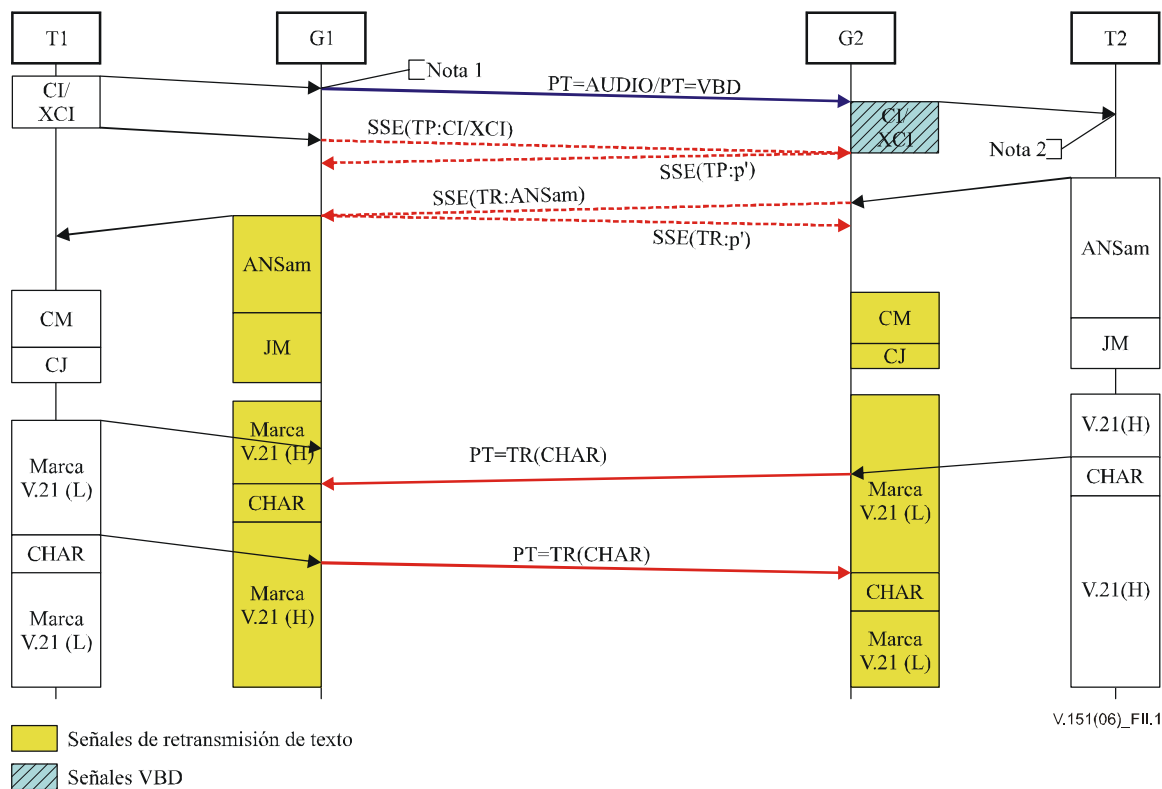 T1
G1
G2
T2
CI/
XCI
Nota 1
PT=AUDIO/PT=VBD
CI/
XCI
SSE(TP:CI/XCI)
Nota 2
SSE(TP:p')
SSE(TR:ANSam)
SSE(TR:p')
ANSam
ANSam
CM
CM
JM
JM
CJ
CJ
Marca
V.21 (H)
V.21(H)
PT=TR(CHAR)
Marca
V.21 (L)
Marca
V.21 (L)
CHAR
CHAR
CHAR
PT=TR(CHAR)
Marca
V.21 (H)
CHAR
V.21(H)
Marca
V.21 (L)
Marca
V.21 (L)
V.151(06)_FII.1
Señales de retransmisión de texto
Señales VBD